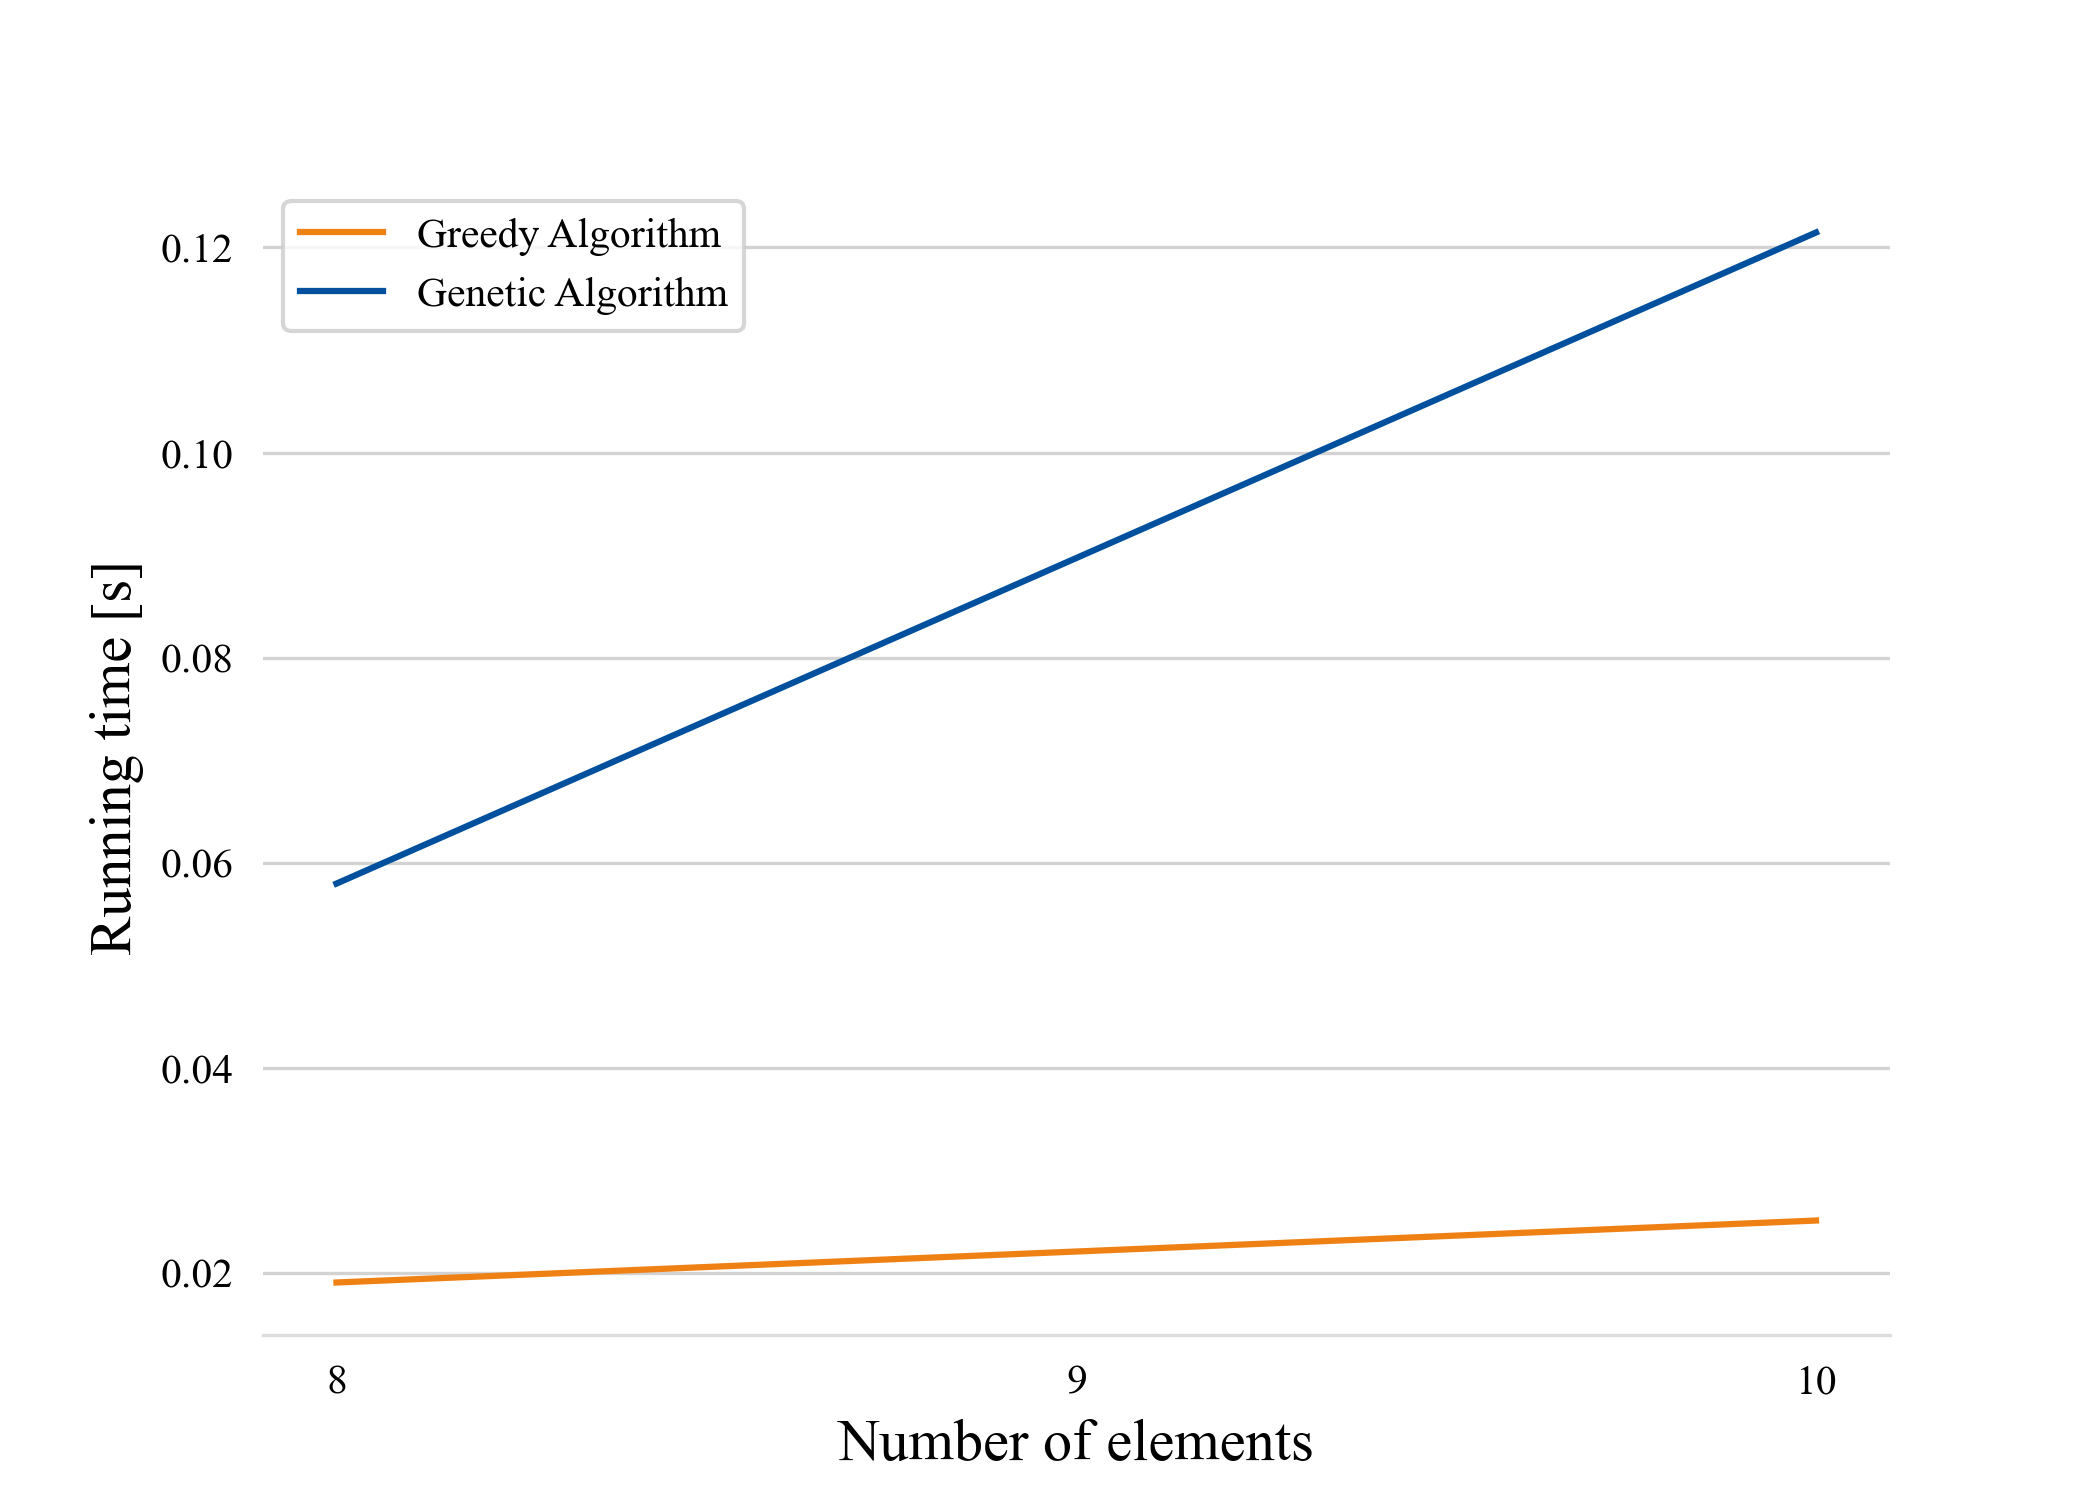 Greedy Algorithm
Genetic Algorithm
0.12
0.10
0.08
0.06
0.04
0.02
Running time [s]
8 9 10
Number of elements